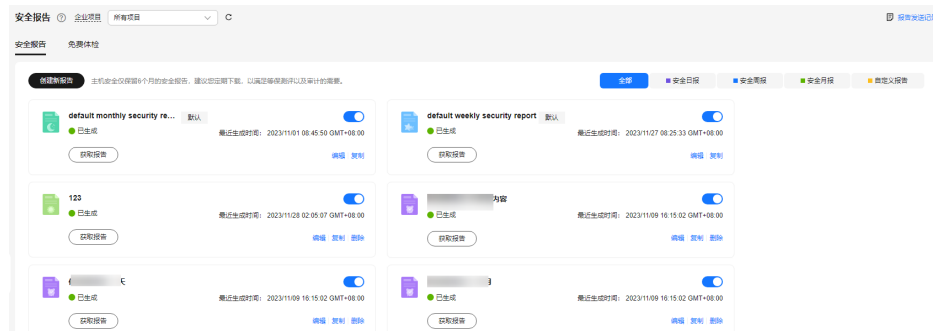 安全报告 企业项目 所有项目
报告发送记
安全报告 免费体检
创建新报告 主机安全仅保留6个月的安全报告，建议您定期下载，以满足等保测评以及审计的需要。
全部 安全日报 安全周报 安全月报 自定义报告
default monthly security re... 默认
已生成 最近生成时间： 2023/11/01 08:45:50 GMT+08:00
获取报告 编辑 复制
default weekly security report 默认
已生成 最近生成时间： 2023/11/27 08:25:33 GMT+08:00
获取报告 编辑 复制
123
已生成 最近生成时间： 2023/11/28 02:05:07 GMT+08:00
获取报告 编辑 复制 删除
内容
已生成 最近生成时间： 2023/11/09 16:15:02 GMT+08:00
获取报告 编辑 复制 删除
天
已生成 最近生成时间： 2023/11/09 16:15:02 GMT+08:00
获取报告 编辑 复制 删除
已生成 最近生成时间： 2023/11/09 16:15:02 GMT+08:00
获取报告 编辑 复制 删除